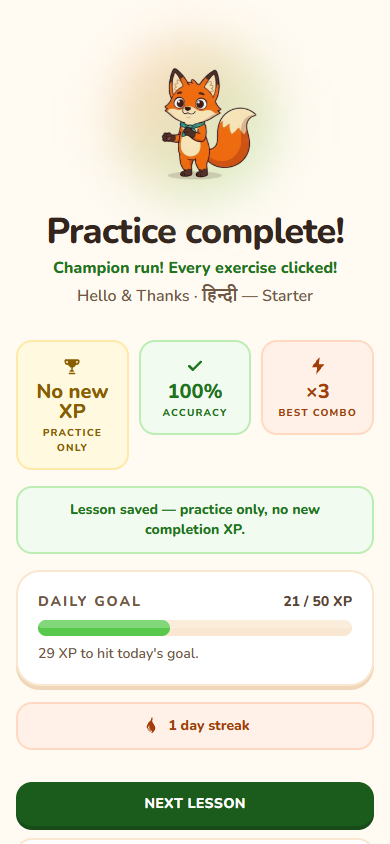 Practice complete!
Champion run! Every exercise clicked!
Hello & Thanks · हिन्दी — Starter
No new
XP
PRACTICE
ONLY
100%
ACCURACY
×3
BEST COMBO
Lesson saved — practice only, no new
completion XP.
DAILY GOAL
21 / 50 XP
29 XP to hit today's goal.
1 day streak
NEXT LESSON